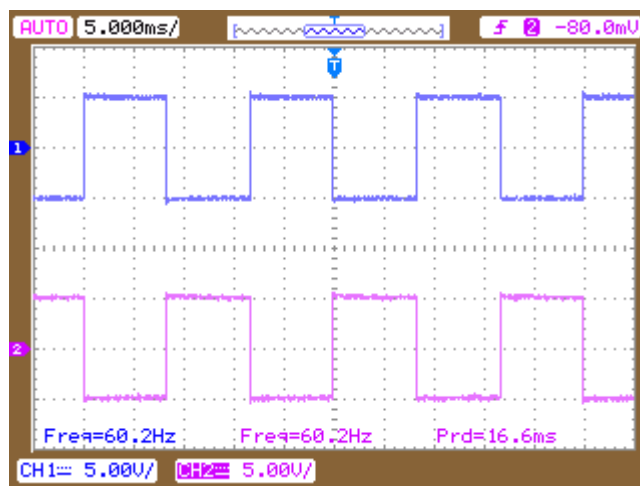 AUTO 5.000ms/ T 2 -80.0mV
T
1
2
Freq=60.2Hz Freq=60.2Hz Prd=16.6ms
CH1 5.00V/ CH2 5.00V/